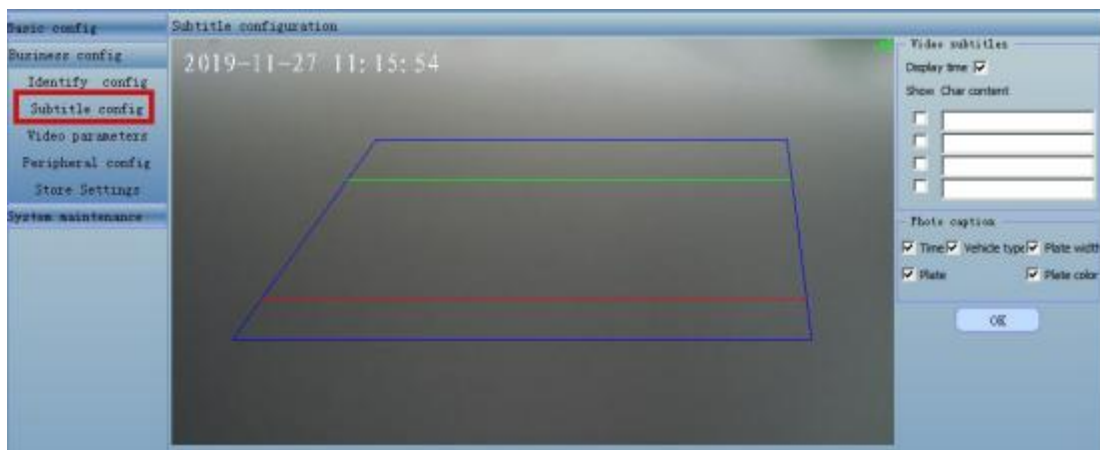 Basic config
Business config
Identify config
Subtitle config
Video parameters
Peripheral config
Store Settings
System maintenance
Subtitle configuration
2019-11-27 11:15:54
Video subtitles
Display time
Show Char content
Photo caption
Time Vehicle type Plate width
Plate Plate color
OK